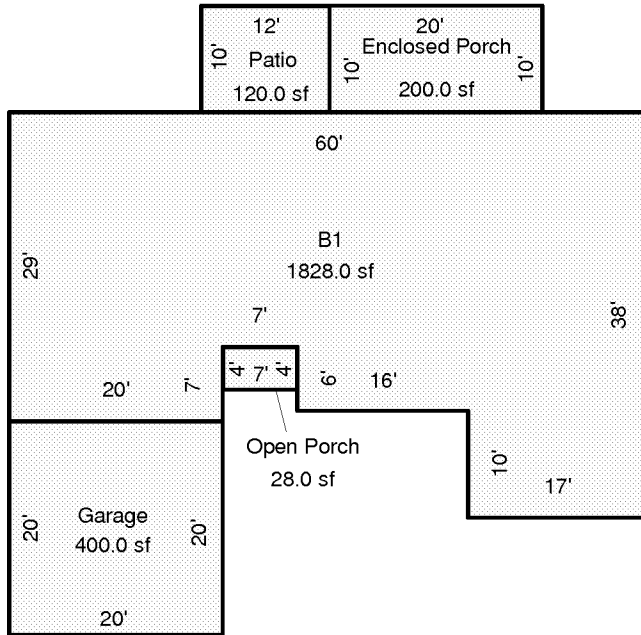 12'
20'
10'
Patio
120.0 sf
10'
Enclosed Porch
200.0 sf
10'
60'
29'
B1
1828.0 sf
38'
7'
20'
7'
4'
7'
4'
6'
16'
Open Porch
28.0 sf
10'
17'
20'
Garage
400.0 sf
20'
20'